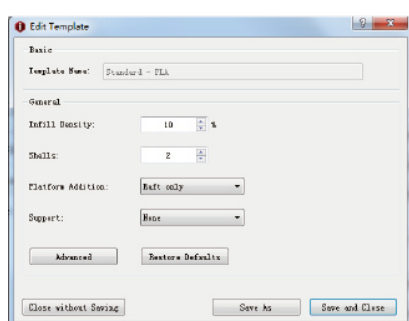 Edit Template
Basic
Template Name: Standard - PLA
General
Infill Density: 10 %
Shells: 2
Platform Addition: Raft only
Support: None
Advanced Restore Defaults
Close without Saving Save As Save and Close